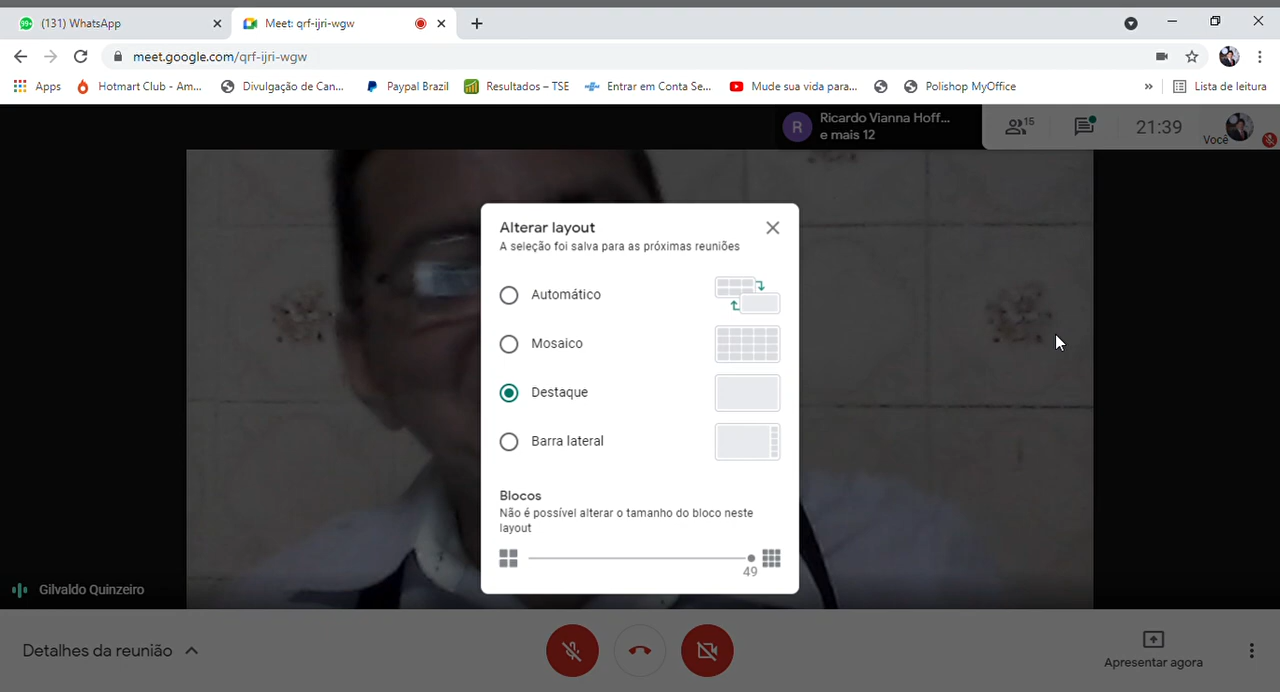 99+
(131) WhatsApp
Meet: qrf-ijri-wgw
meet.google.com/qrf-ijri-wgw
Apps
Hotmart Club - Am...
Divulgação de Can...
Paypal Brazil
Resultados – TSE
Entrar em Conta Se...
Mude sua vida para...
Polishop MyOffice
»
Lista de leitura
R
Ricardo Vianna Hoff...
e mais 12
15
21:39
Você
Alterar layout
A seleção foi salva para as próximas reuniões
Automático
Mosaico
Destaque
Barra lateral
Blocos
Não é possível alterar o tamanho do bloco neste
layout
49
Gilvaldo Quinzeiro
Detalhes da reunião
Apresentar agora